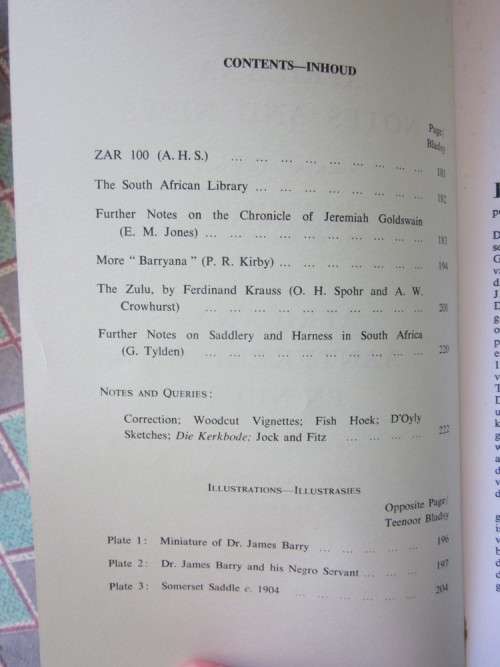 CONTENTS—INHOUD
Page/
Bladsy
ZAR 100 (A. H. S.) ... ... ... ... ... ... ... ... 181
The South African Library ... ... ... ... ... ... ... 182
Further Notes on the Chronicle of Jeremiah Goldswain
(E. M. Jones) ... ... ... ... ... ... ... ... ... 183
More “Barryana” (P. R. Kirby) ... ... ... ... ... ... 194
The Zulu, by Ferdinand Krauss (O. H. Spohr and A. W.
Crowhurst) ... ... ... ... ... ... ... ... ... 201
Further Notes on Saddlery and Harness in South Africa
(G. Tylden) ... ... ... ... ... ... ... ... ... 220
NOTES AND QUERIES:
Correction; Woodcut Vignettes; Fish Hoek; D'Oyly
Sketches; Die Kerkbode; Jock and Fitz ... ... ... ... 222
ILLUSTRATIONS—ILLUSTRASIES
Opposite Page/
Teenoor Bladsy
Plate 1: Miniature of Dr. James Barry ... ... ... ... ... 196
Plate 2: Dr. James Barry and his Negro Servant ... ... ... 197
Plate 3: Somerset Saddle c. 1904 ... ... ... ... ... ... 204